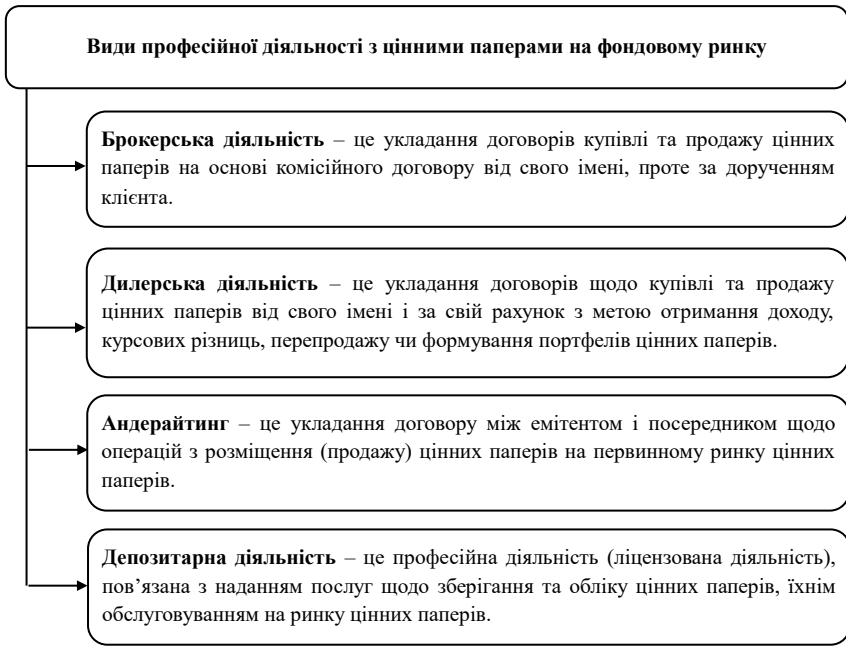 Види професійної діяльності з цінними паперами на фондовому ринку
Брокерська діяльність – це укладання договорів купівлі та продажу цінних
паперів на основі комісійного договору від свого імені, проте за дорученням
клієнта.
Дилерська діяльність – це укладання договорів щодо купівлі та продажу
цінних паперів від свого імені і за свій рахунок з метою отримання доходу,
курсових різниць, перепродажу чи формування портфелів цінних паперів.
Андерайтинг – це укладання договору між емітентом і посередником щодо
операцій з розміщення (продажу) цінних паперів на первинному ринку цінних
паперів.
Депозитарна діяльність – це професійна діяльність (ліцензована діяльність),
пов’язана з наданням послуг щодо зберігання та обліку цінних паперів, їхнім
обслуговуванням на ринку цінних паперів.